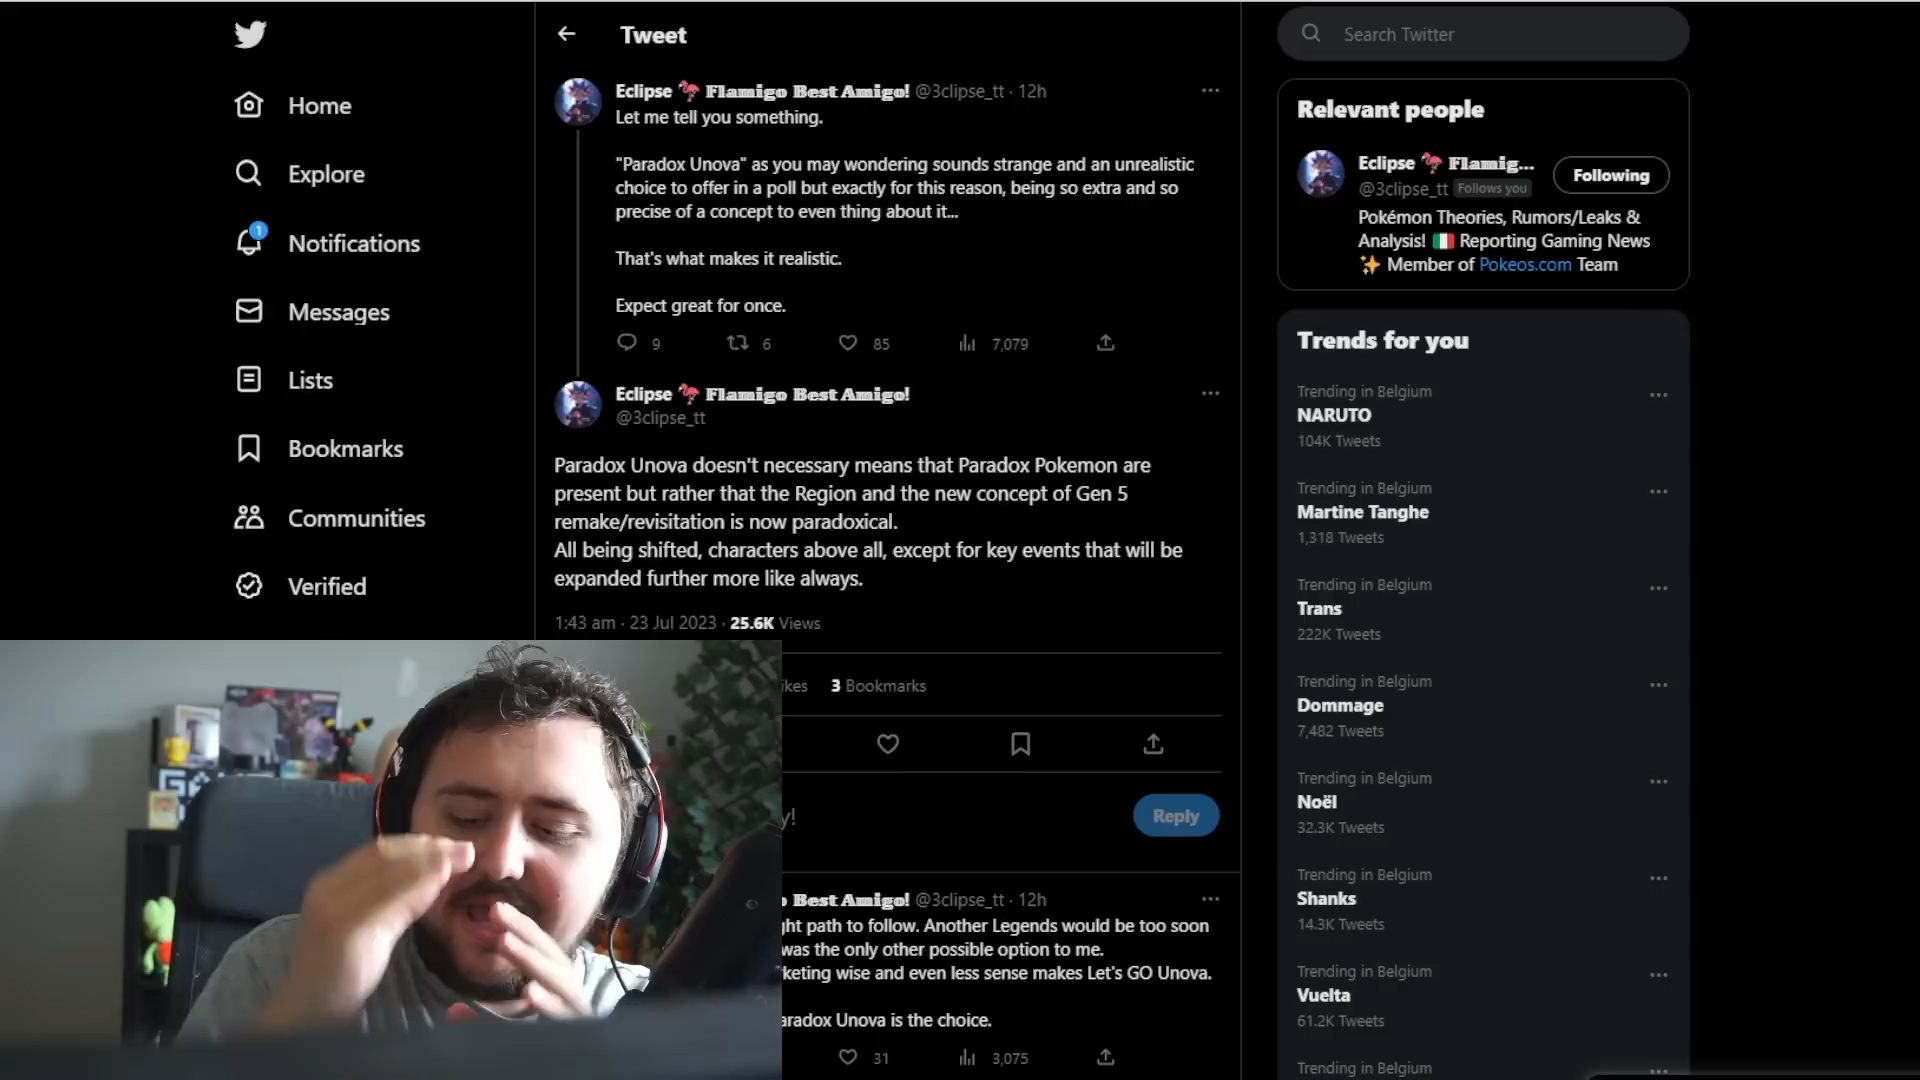 Home
Explore
1
Notifications
Messages
Lists
Bookmarks
Communities
Verified
Tweet
Eclipse 🦩 𝕱𝖑𝖆𝖒𝖎𝖌𝖔 𝕭𝖊𝖘𝖙 𝕬𝖒𝖎𝖌𝖔! @3clipse_tt · 12h
Let me tell you something.
"Paradox Unova" as you may wondering sounds strange and an unrealistic
choice to offer in a poll but exactly for this reason, being so extra and so
precise of a concept to even thing about it...
That's what makes it realistic.
Expect great for once.
9 6 85 7,079
Eclipse 🦩 𝕱𝖑𝖆𝖒𝖎𝖌𝖔 𝕭𝖊𝖘𝖙 𝕬𝖒𝖎𝖌𝖔!
@3clipse_tt
Paradox Unova doesn't necessary means that Paradox Pokemon are
present but rather that the Region and the new concept of Gen 5
remake/revisitation is now paradoxical.
All being shifted, characters above all, except for key events that will be
expanded further more like always.
1:43 am · 23 Jul 2023 · 25.6K Views
ikes 3 Bookmarks
y!
Reply
𝕭𝖊𝖘𝖙 𝕬𝖒𝖎𝖌𝖔! @3clipse_tt · 12h
ght path to follow. Another Legends would be too soon
was the only other possible option to me.
keting wise and even less sense makes Let's GO Unova.
aradox Unova is the choice.
31 3,075
Search Twitter
Relevant people
Eclipse 🦩 𝕱𝖑𝖆𝖒𝖎𝖌...
@3clipse_tt Follows you
Following
Pokémon Theories, Rumors/Leaks &
Analysis! 🇮🇹 Reporting Gaming News
✨ Member of Pokeos.com Team
Trends for you
Trending in Belgium
NARUTO
104K Tweets
Trending in Belgium
Martine Tanghe
1,318 Tweets
Trending in Belgium
Trans
222K Tweets
Trending in Belgium
Dommage
7,482 Tweets
Trending in Belgium
Noël
32.3K Tweets
Trending in Belgium
Shanks
14.3K Tweets
Trending in Belgium
Vuelta
61.2K Tweets
Trending in Belgium